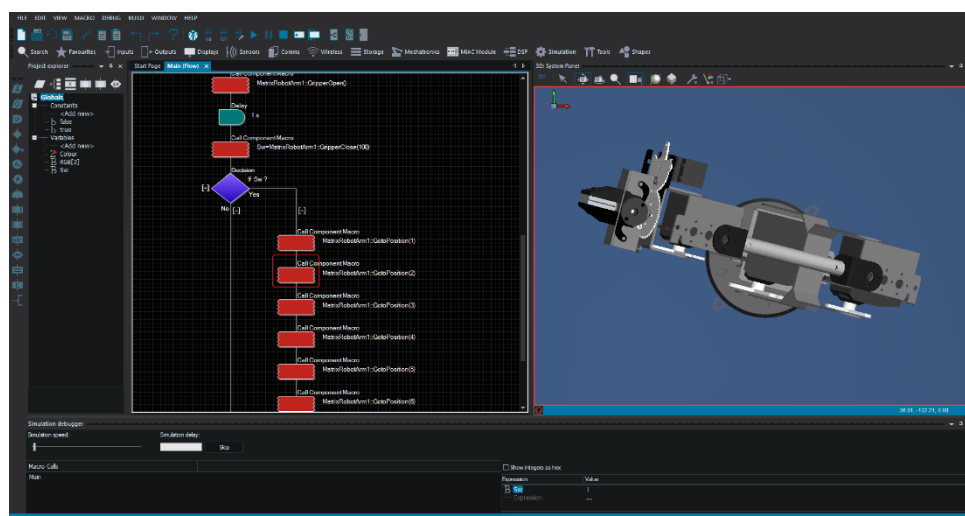 FILE EDIT VIEW MACRO DEBUG BUILD WINDOW HELP
Search Favourites Inputs Outputs Displays Sensors Comms Wireless Storage Mechatronics MIAC Module DSP Simulation Tools Shapes
Project explorer
Start Page Main (Flow) x
3D: System Panel
Globals
Constants
<Add new>
false
true
Variables
<Add new>
Colour
RGB[3]
Sw
Call Component Macro
MatrixRobotArm1::GripperOpen()
Delay
1 s
Call Component Macro
Sw=MatrixRobotArm1::GripperClose(100)
Decision
If Sw ?
[-]
Yes
No [-]
[-]
Call Component Macro
MatrixRobotArm1::GotoPosition(1)
Call Component Macro
MatrixRobotArm1::GotoPosition(2)
Call Component Macro
MatrixRobotArm1::GotoPosition(3)
Call Component Macro
MatrixRobotArm1::GotoPosition(4)
Call Component Macro
MatrixRobotArm1::GotoPosition(5)
Call Component Macro
MatrixRobotArm1::GotoPosition(6)
Simulation debugger
Simulation speed:
Simulation delay:
Skip
Macro Calls
Main
Show integers as hex
Expression Value
Sw 1
Expression ...